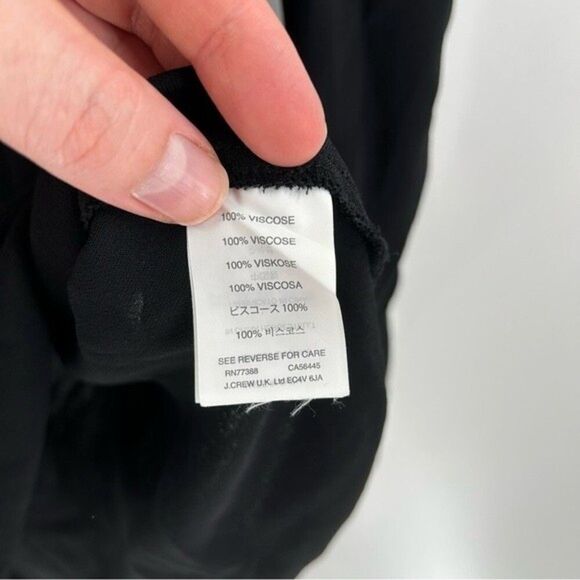 100% VISCOSE
100% VISCOSE
100% VISKOSE
100% VISCOSA
ビスコース 100%
100% 비스코스
SEE REVERSE FOR CARE
RN77388 CA56445
J.CREW U.K. Ltd EC4V 6JA